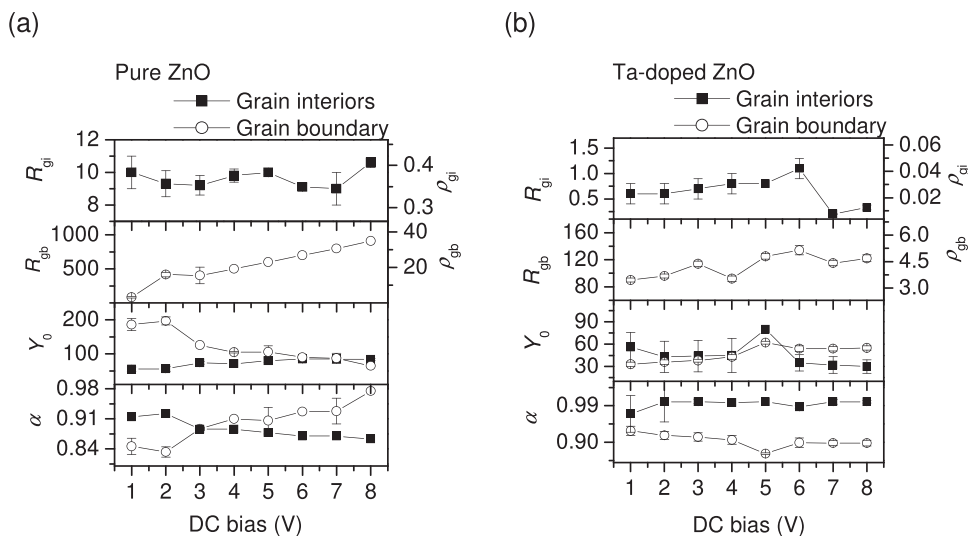 (a)
Pure ZnO
Grain interiors
Grain boundary
12
10
8
R_gi
0.4
0.3
ρ_gi
1000
500
R_gb
40
20
ρ_gb
200
100
Y_0
0.98
0.91
0.84
α
1 2 3 4 5 6 7 8
DC bias (V)
(b)
Ta-doped ZnO
Grain interiors
Grain boundary
1.5
1.0
0.5
R_gi
0.06
0.04
0.02
0.00
ρ_gi
160
120
80
R_gb
6.0
4.5
3.0
ρ_gb
90
60
30
Y_0
0.99
0.90
α
1 2 3 4 5 6 7 8
DC bias (V)